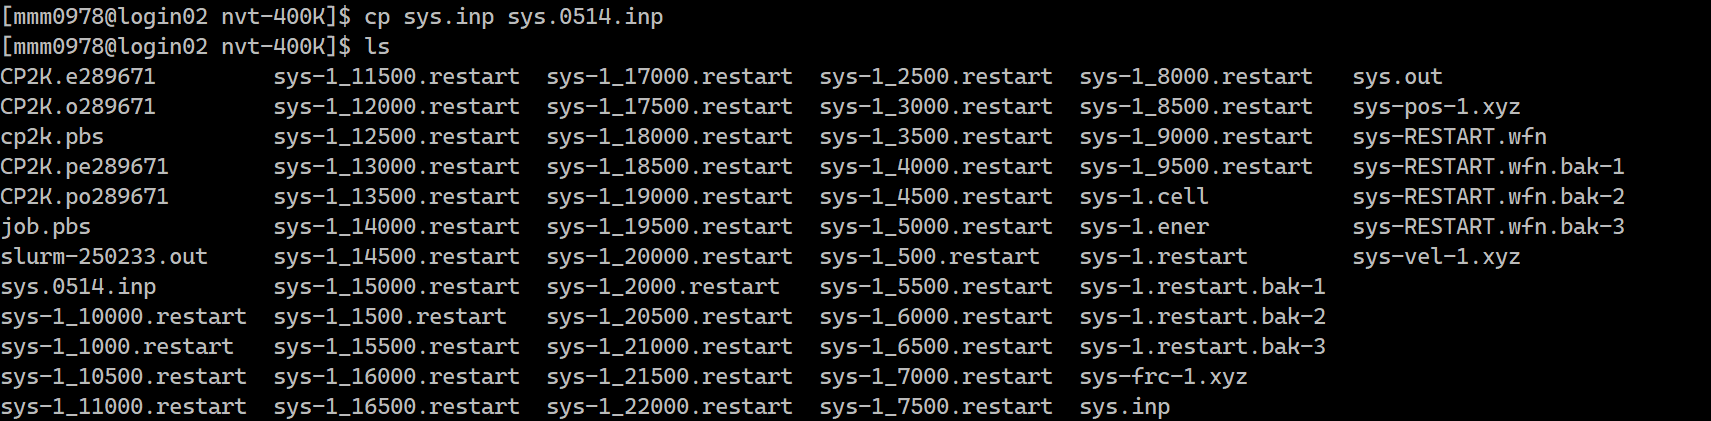 [mmm0978@login02 nvt-400K]$ cp sys.inp sys.0514.inp
[mmm0978@login02 nvt-400K]$ ls
CP2K.e289671 sys-1_11500.restart sys-1_17000.restart sys-1_2500.restart sys-1_8000.restart sys.out
CP2K.o289671 sys-1_12000.restart sys-1_17500.restart sys-1_3000.restart sys-1_8500.restart sys-pos-1.xyz
cp2k.pbs sys-1_12500.restart sys-1_18000.restart sys-1_3500.restart sys-1_9000.restart sys-RESTART.wfn
CP2K.pe289671 sys-1_13000.restart sys-1_18500.restart sys-1_4000.restart sys-1_9500.restart sys-RESTART.wfn.bak-1
CP2K.po289671 sys-1_13500.restart sys-1_19000.restart sys-1_4500.restart sys-1.cell sys-RESTART.wfn.bak-2
job.pbs sys-1_14000.restart sys-1_19500.restart sys-1_5000.restart sys-1.ener sys-RESTART.wfn.bak-3
slurm-250233.out sys-1_14500.restart sys-1_20000.restart sys-1_500.restart sys-1.restart sys-vel-1.xyz
sys.0514.inp sys-1_15000.restart sys-1_2000.restart sys-1_5500.restart sys-1.restart.bak-1
sys-1_10000.restart sys-1_1500.restart sys-1_20500.restart sys-1_6000.restart sys-1.restart.bak-2
sys-1_1000.restart sys-1_15500.restart sys-1_21000.restart sys-1_6500.restart sys-1.restart.bak-3
sys-1_10500.restart sys-1_16000.restart sys-1_21500.restart sys-1_7000.restart sys-frc-1.xyz
sys-1_11000.restart sys-1_16500.restart sys-1_22000.restart sys-1_7500.restart sys.inp